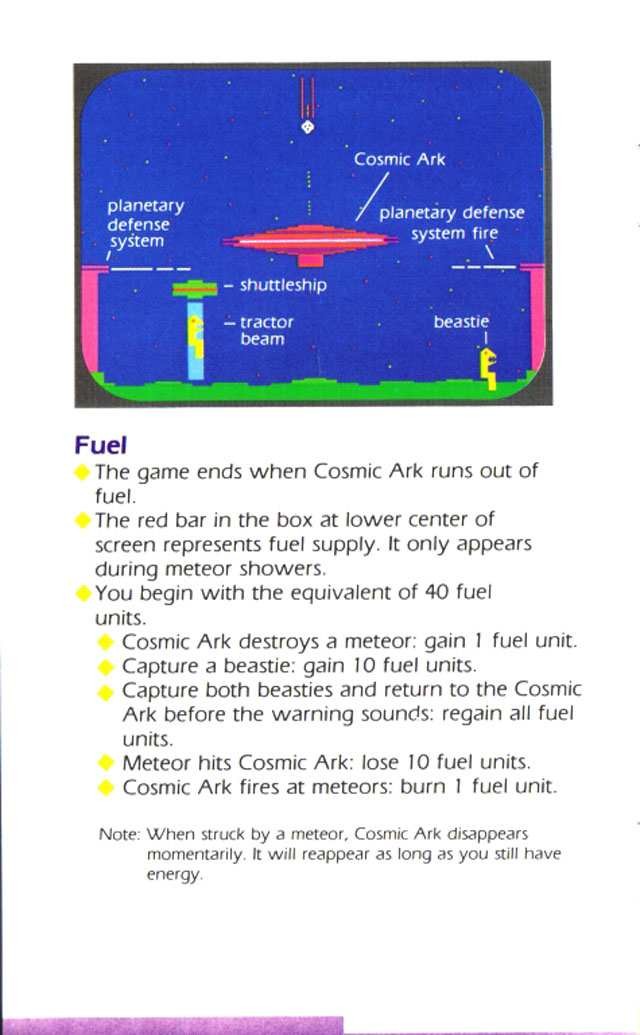 Cosmic Ark
planetary
defense
system
planetary defense
system fire
shuttleship
tractor
beam
beastie
Fuel
The game ends when Cosmic Ark runs out of
fuel.
The red bar in the box at lower center of
screen represents fuel supply. It only appears
during meteor showers.
You begin with the equivalent of 40 fuel
units.
Cosmic Ark destroys a meteor: gain 1 fuel unit.
Capture a beastie: gain 10 fuel units.
Capture both beasties and return to the Cosmic
Ark before the warning sounds: regain all fuel
units.
Meteor hits Cosmic Ark: lose 10 fuel units.
Cosmic Ark fires at meteors: burn 1 fuel unit.
Note: When struck by a meteor, Cosmic Ark disappears
momentarily. It will reappear as long as you still have
energy.